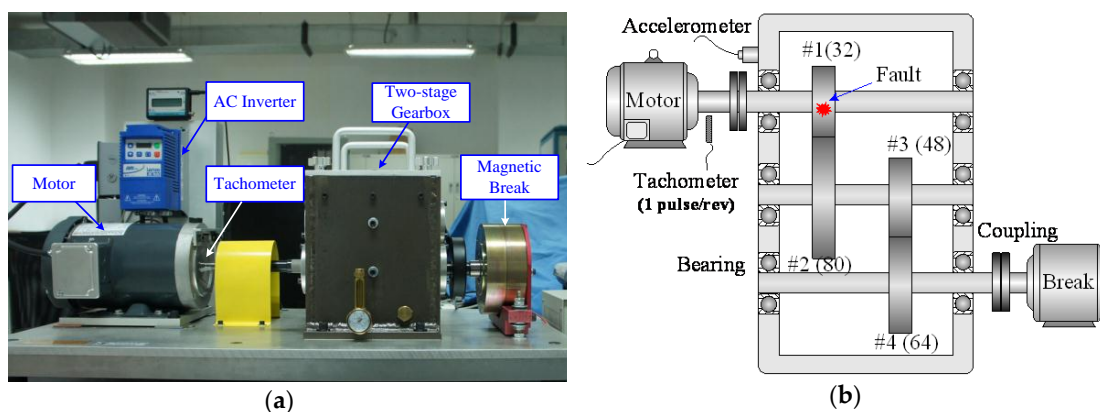 AC Inverter
Two-stage
Gearbox
Magnetic
Break
Motor
Tachometer
(a)
Accelerometer
#1(32)
Fault
Motor
#3 (48)
Tachometer
(1 pulse/rev)
Coupling
Bearing
#2 (80)
Break
#4 (64)
(b)